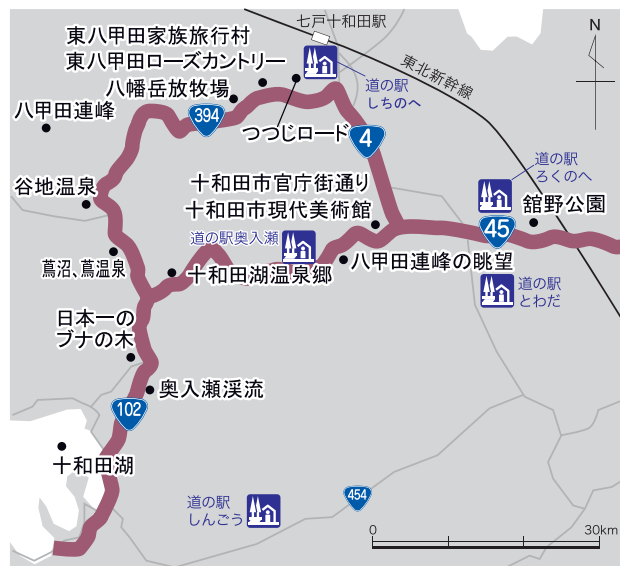 七戸十和田駅
N
東八甲田家族旅行村
東八甲田ローズカントリー
八幡岳放牧場
東北新幹線
道の駅
しちのへ
八甲田連峰
394
つつじロード
4
道の駅
ろくのへ
谷地温泉
十和田市官庁街通り
十和田市現代美術館
舘野公園
45
道の駅奥入瀬
蔦沼、蔦温泉
十和田湖温泉郷
八甲田連峰の眺望
道の駅
とわだ
日本一の
ブナの木
奥入瀬渓流
102
十和田湖
道の駅
しんごう
454
0
30km